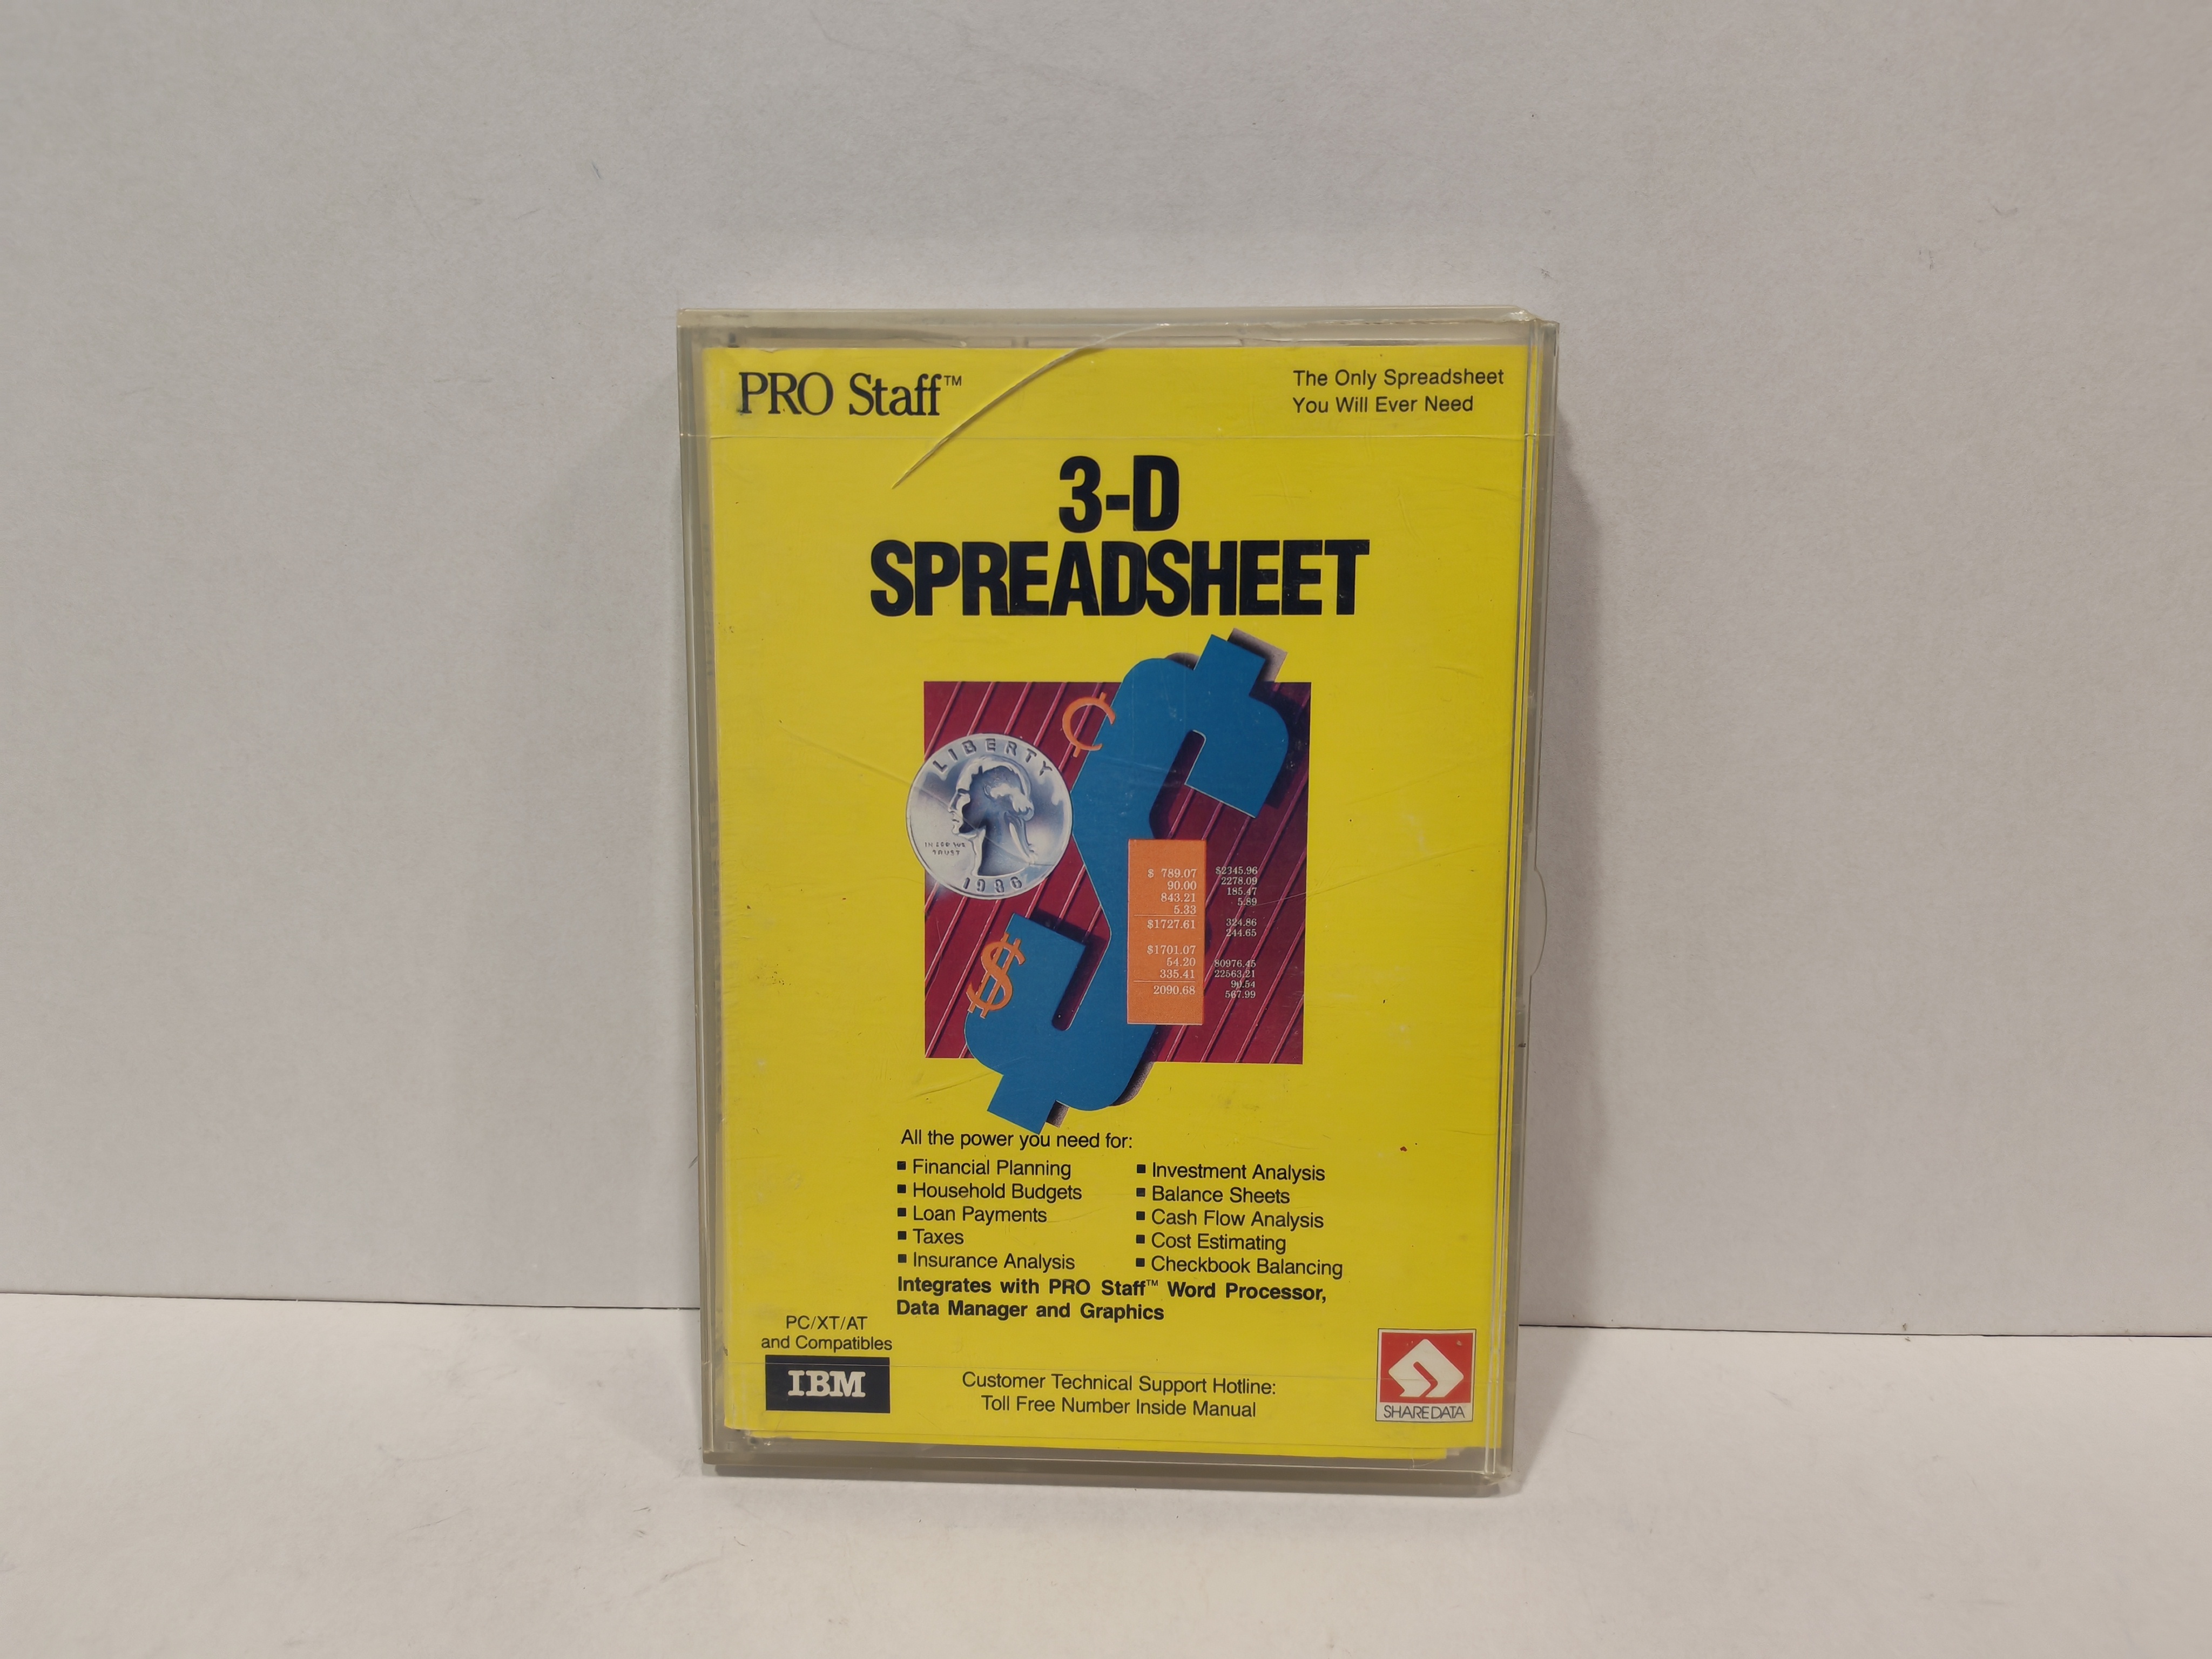 PRO Staff™
The Only Spreadsheet
You Will Ever Need
3-D
SPREADSHEET
¢
LIBERTY
IN GOD WE
TRUST
1986
$
$ 789.07
90.00
843.21
5.33
$1727.61
$1701.07
54.20
335.41
2090.68
$2345.96
2278.09
185.47
5.89
324.86
244.65
80976.45
22563.21
90.54
567.99
All the power you need for:
▪ Financial Planning
▪ Household Budgets
▪ Loan Payments
▪ Taxes
▪ Insurance Analysis
▪ Investment Analysis
▪ Balance Sheets
▪ Cash Flow Analysis
▪ Cost Estimating
▪ Checkbook Balancing
Integrates with PRO Staff™ Word Processor,
Data Manager and Graphics
PC/XT/AT
and Compatibles
IBM
Customer Technical Support Hotline:
Toll Free Number Inside Manual
SHAREDATA